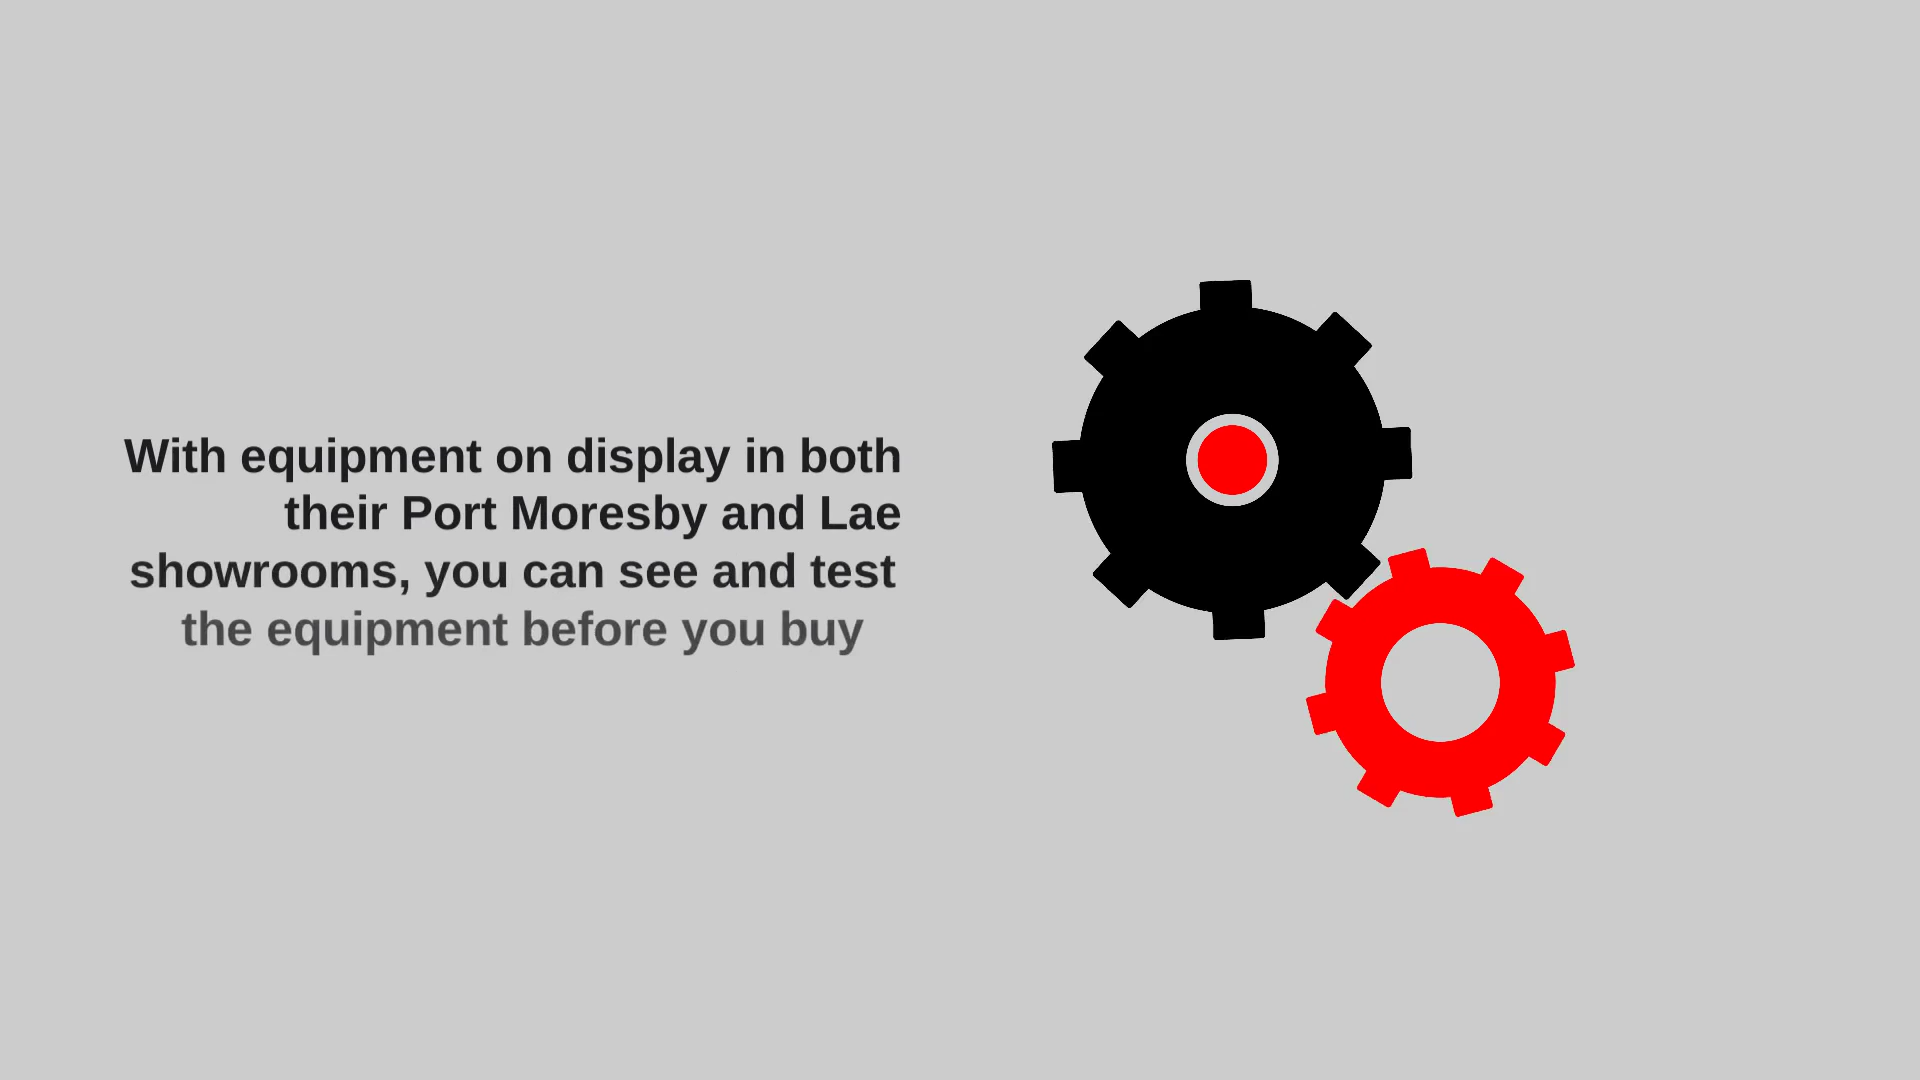 With equipment on display in both
their Port Moresby and Lae
showrooms, you can see and test
the equipment before you buy